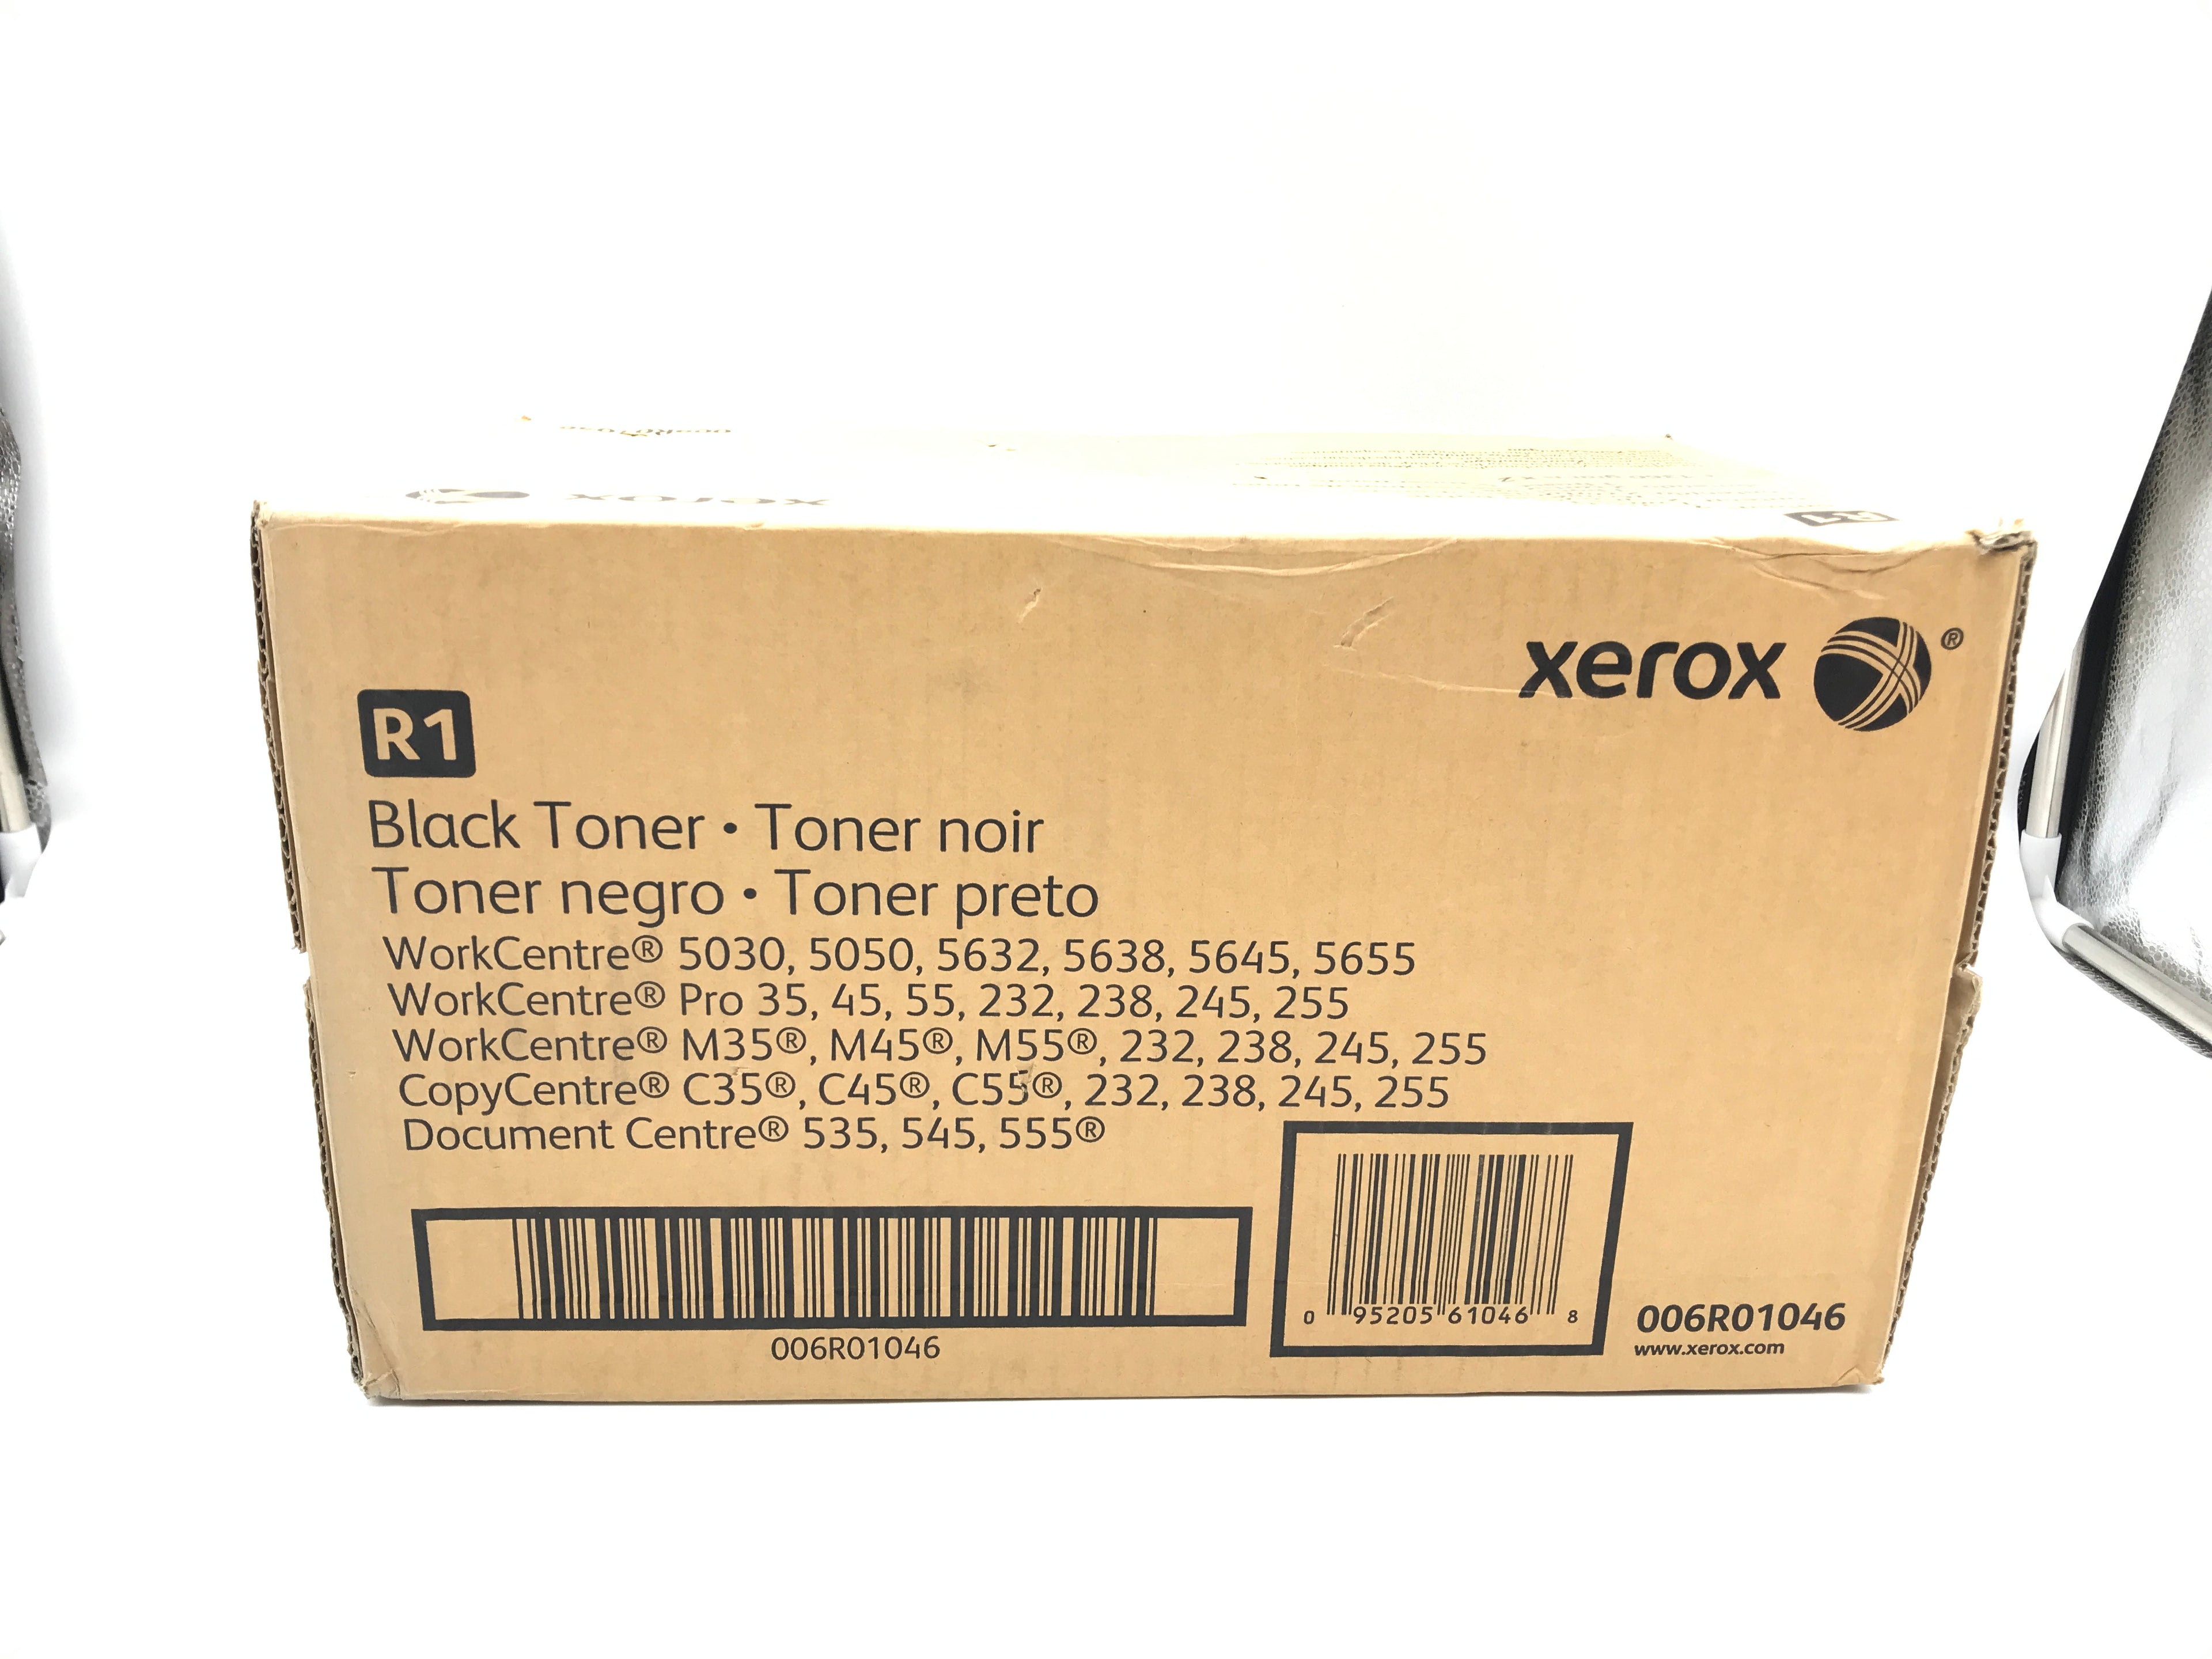 xerox ®
R1
Black Toner • Toner noir
Toner negro • Toner preto
WorkCentre® 5030, 5050, 5632, 5638, 5645, 5655
WorkCentre® Pro 35, 45, 55, 232, 238, 245, 255
WorkCentre® M35®, M45®, M55®, 232, 238, 245, 255
CopyCentre® C35®, C45®, C55®, 232, 238, 245, 255
Document Centre® 535, 545, 555®
006R01046
0 95205 61046 8
006R01046
www.xerox.com
xerox
R1